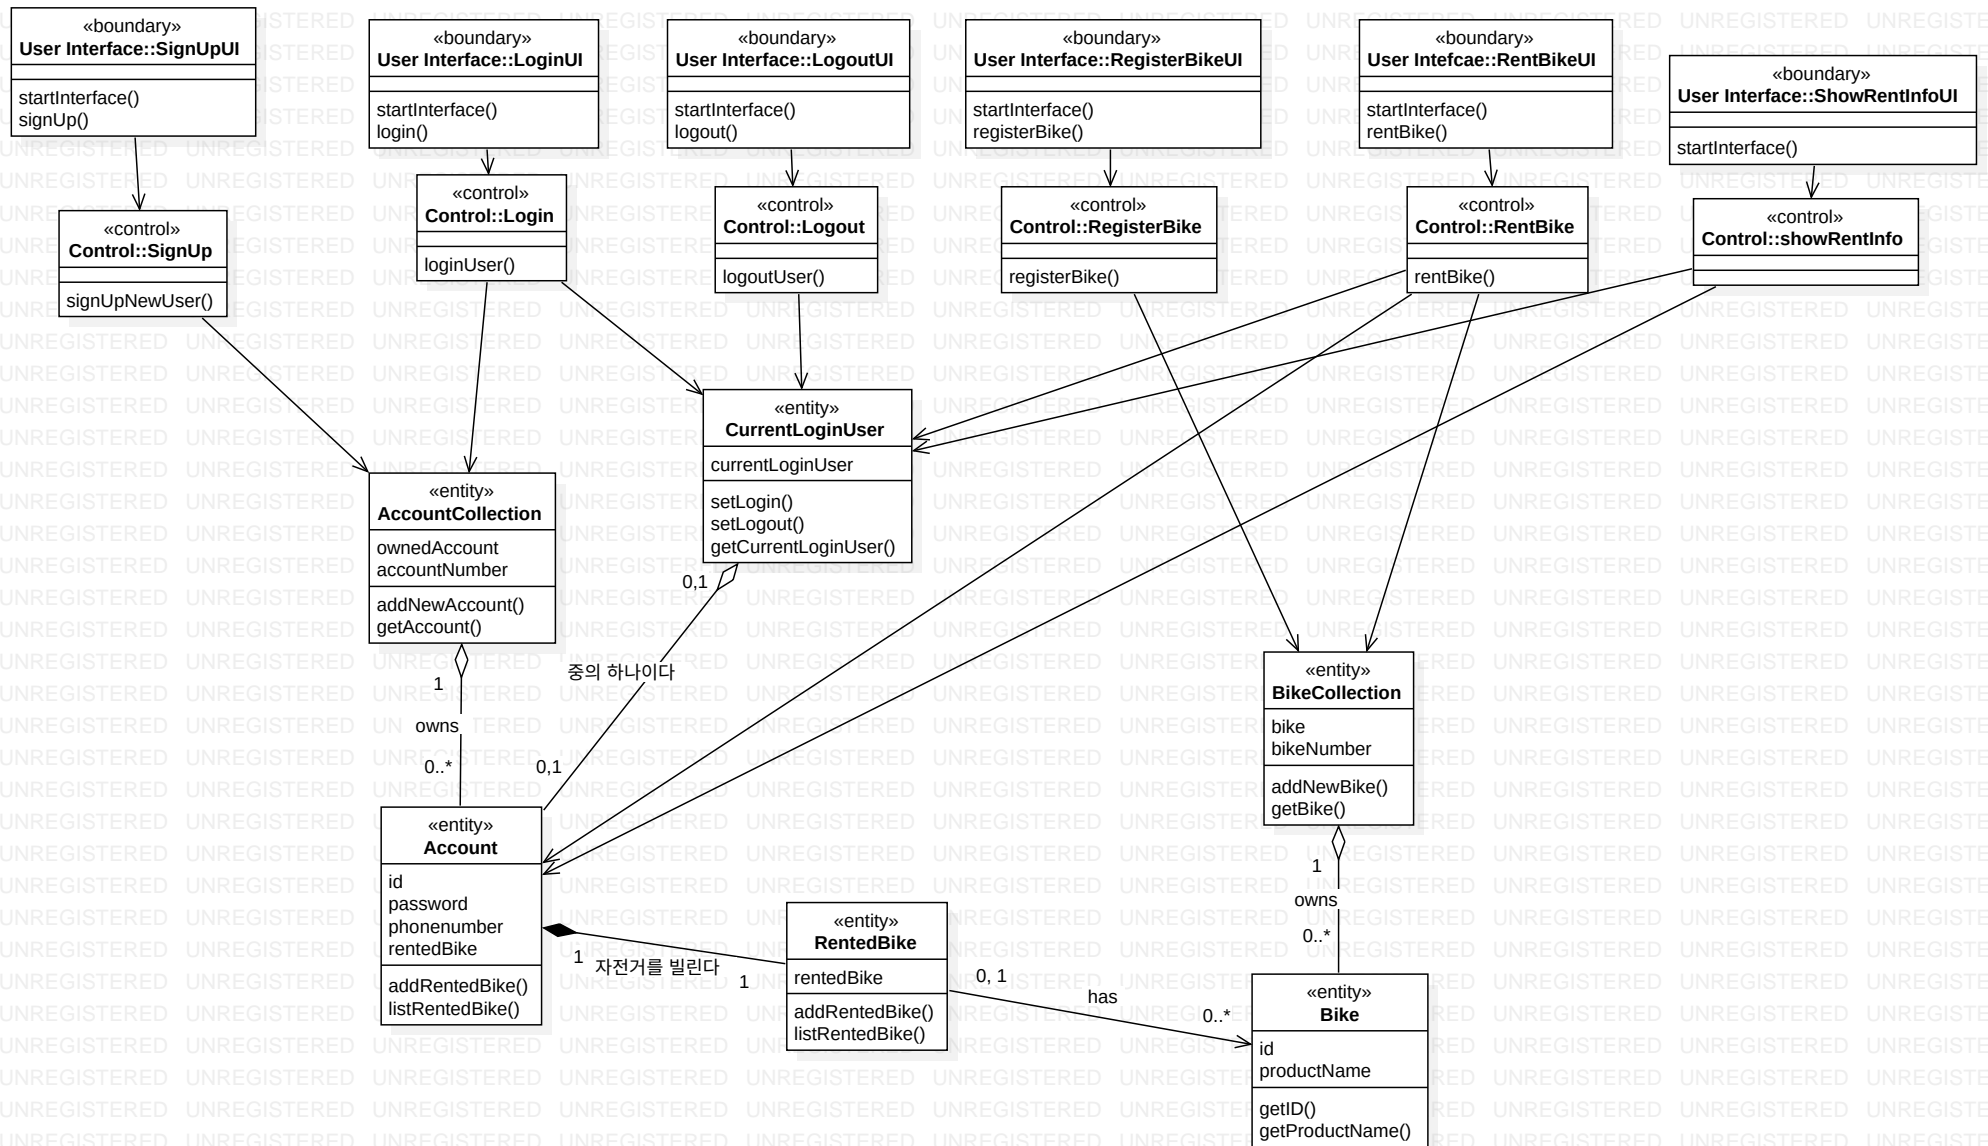 «boundary»
User Interface::SignUpUI
startInterface()
signUp()
«boundary»
User Interface::LoginUI
startInterface()
login()
«boundary»
User Interface::LogoutUI
startInterface()
logout()
«boundary»
User Interface::RegisterBikeUI
startInterface()
registerBike()
«boundary»
User Intefcae::RentBikeUI
startInterface()
rentBike()
«boundary»
User Interface::ShowRentInfoUI
startInterface()
«control»
Control::SignUp
signUpNewUser()
«control»
Control::Login
loginUser()
«control»
Control::Logout
logoutUser()
«control»
Control::RegisterBike
registerBike()
«control»
Control::RentBike
rentBike()
«control»
Control::showRentInfo
«entity»
CurrentLoginUser
currentLoginUser
setLogin()
setLogout()
getCurrentLoginUser()
«entity»
AccountCollection
ownedAccount
accountNumber
addNewAccount()
getAccount()
0,1
중의 하나이다
0,1
1
owns
0..*
«entity»
BikeCollection
bike
bikeNumber
addNewBike()
getBike()
1
owns
0..*
«entity»
Account
id
password
phonenumber
rentedBike
addRentedBike()
listRentedBike()
1
자전거를 빌린다
1
«entity»
RentedBike
rentedBike
addRentedBike()
listRentedBike()
0, 1
has
0..*
«entity»
Bike
id
productName
getID()
getProductName()
UNREGISTERED